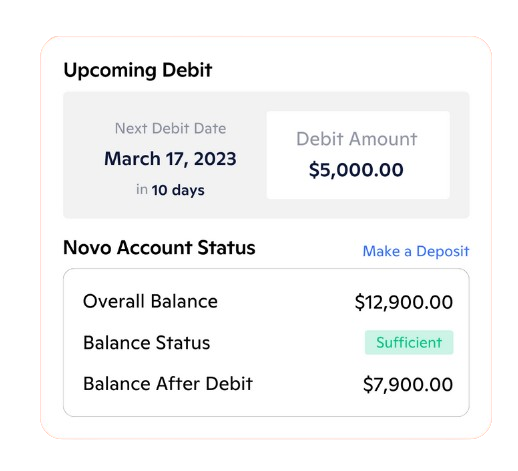 Upcoming Debit
Next Debit Date
March 17, 2023
in 10 days
Debit Amount
$5,000.00
Novo Account Status
Make a Deposit
Overall Balance $12,900.00
Balance Status Sufficient
Balance After Debit $7,900.00